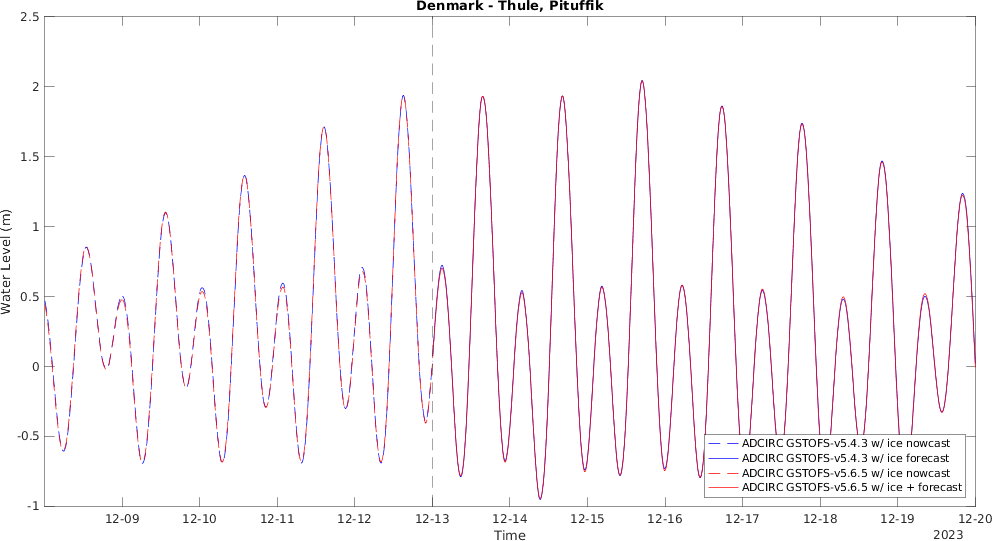 Denmark - Thule, Pituffik
2.5
2
1.5
1
0.5
0
-0.5
-1
Water Level (m)
ADCIRC GSTOFS-v5.4.3 w/ ice nowcast
ADCIRC GSTOFS-v5.4.3 w/ ice forecast
ADCIRC GSTOFS-v5.6.5 w/ ice nowcast
ADCIRC GSTOFS-v5.6.5 w/ ice + forecast
12-09 12-10 12-11 12-12 12-13 12-14 12-15 12-16 12-17 12-18 12-19 12-20
Time
2023